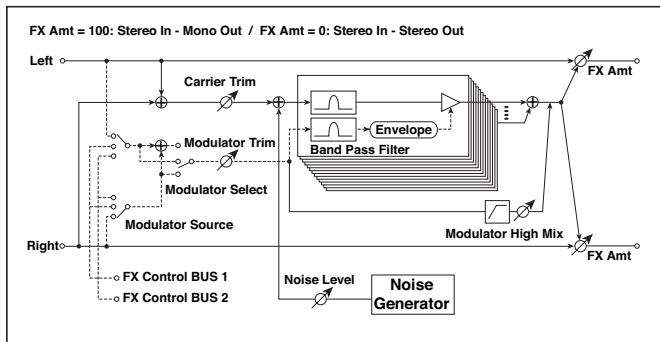 FX Amt = 100: Stereo In - Mono Out / FX Amt = 0: Stereo In - Stereo Out
Left
FX Amt
Carrier Trim
Envelope
Band Pass Filter
Modulator Trim
Modulator Select
Modulator Source
Modulator High Mix
Right
FX Amt
FX Control BUS 1
FX Control BUS 2
Noise Level
Noise
Generator